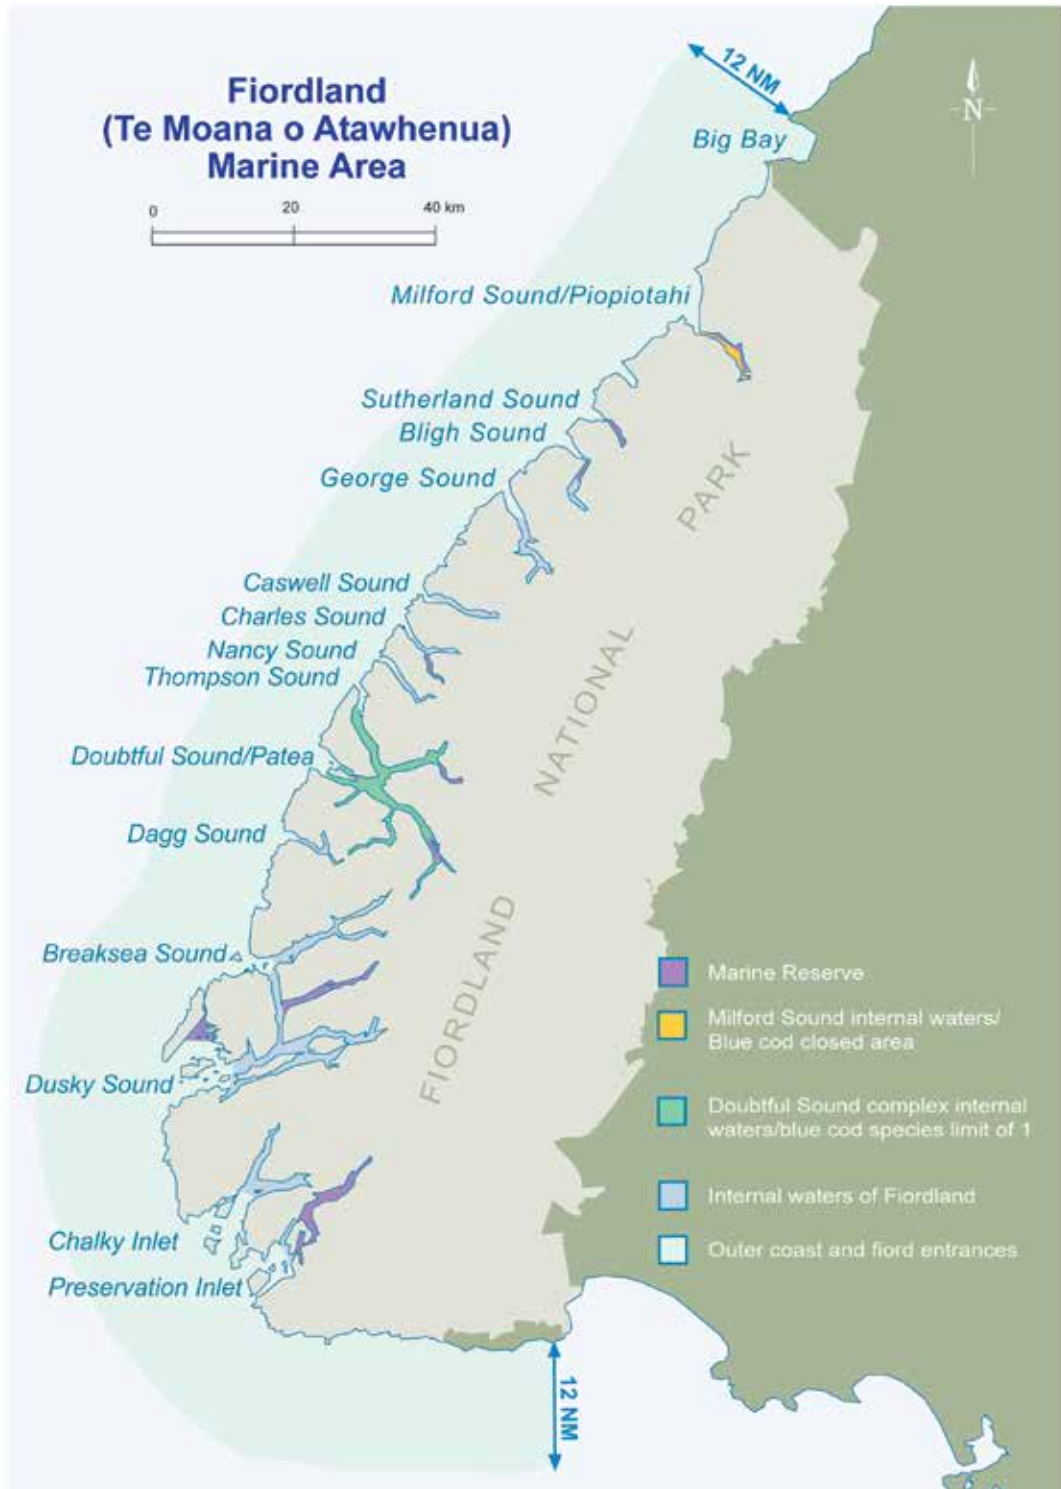 Fiordland
(Te Moana o Atawhenua)
Marine Area
0 20 40 km
12 NM
N
Big Bay
Milford Sound/Piopiotahi
Sutherland Sound
Bligh Sound
George Sound
PARK
Caswell Sound
Charles Sound
Nancy Sound
Thompson Sound
NATIONAL
Doubtful Sound/Patea
Dagg Sound
FIORDLAND
Breaksea Sound
Dusky Sound
Chalky Inlet
Preservation Inlet
Marine Reserve
Milford Sound internal waters/
Blue cod closed area
Doubtful Sound complex internal
waters/blue cod species limit of 1
Internal waters of Fiordland
Outer coast and fiord entrances
12 NM